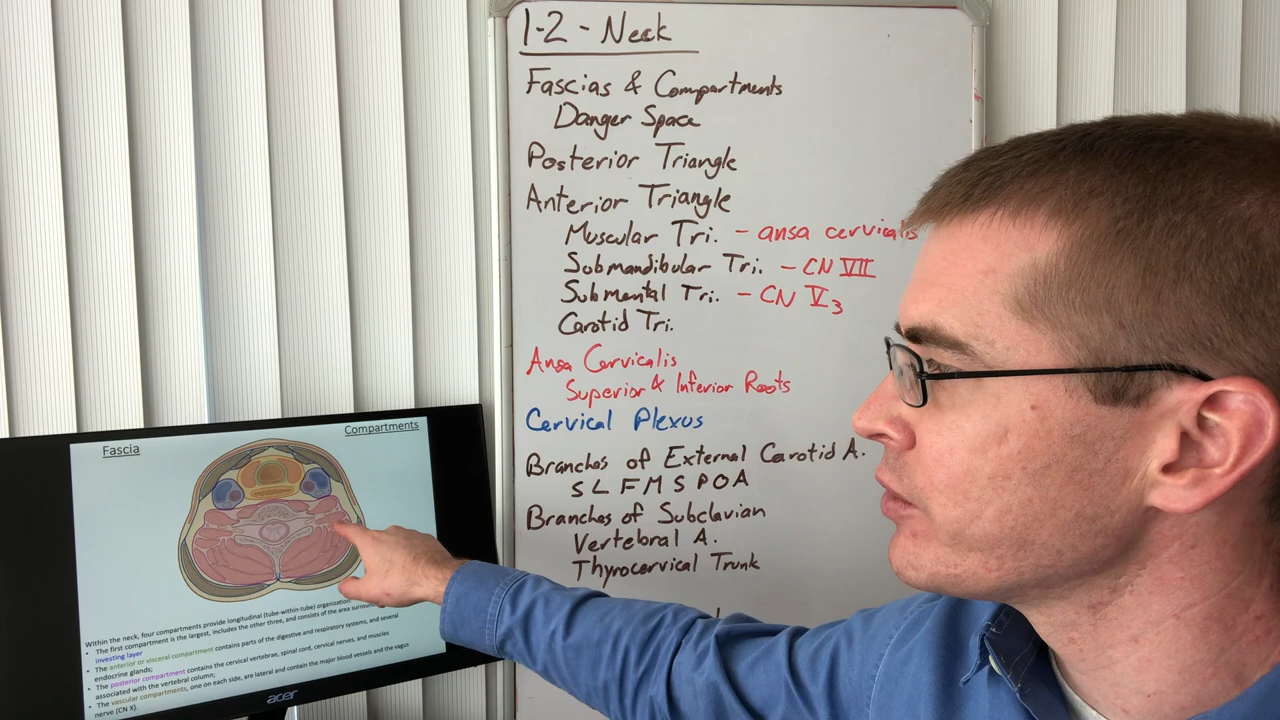 1-2 - Neck
Fascias & Compartments
Danger Space
Posterior Triangle
Anterior Triangle
Muscular Tri. - ansa cervicalis
Submandibular Tri. - CN VII
Submental Tri. - CN V3
Carotid Tri.
Ansa Cervicalis
Superior & Inferior Roots
Cervical Plexus
Branches of External Carotid A.
S L F M S P O A
Branches of Subclavian
Vertebral A.
Thyrocervical Trunk
Fascia
Compartments
Within the neck, four compartments provide longitudinal (tube-within-tube) organization
• The first compartment is the largest, includes the other three, and consists of the area
investing layer
• The anterior or visceral compartment contains parts of the digestive and respiratory systems, and several
endocrine glands;
• The posterior compartment contains the cervical vertebrae, spinal cord, cervical nerves, and muscles
associated with the vertebral column;
• The vascular compartments, one on each side, are lateral and contain the major blood vessels and the vagus
nerve (CN X).
acer